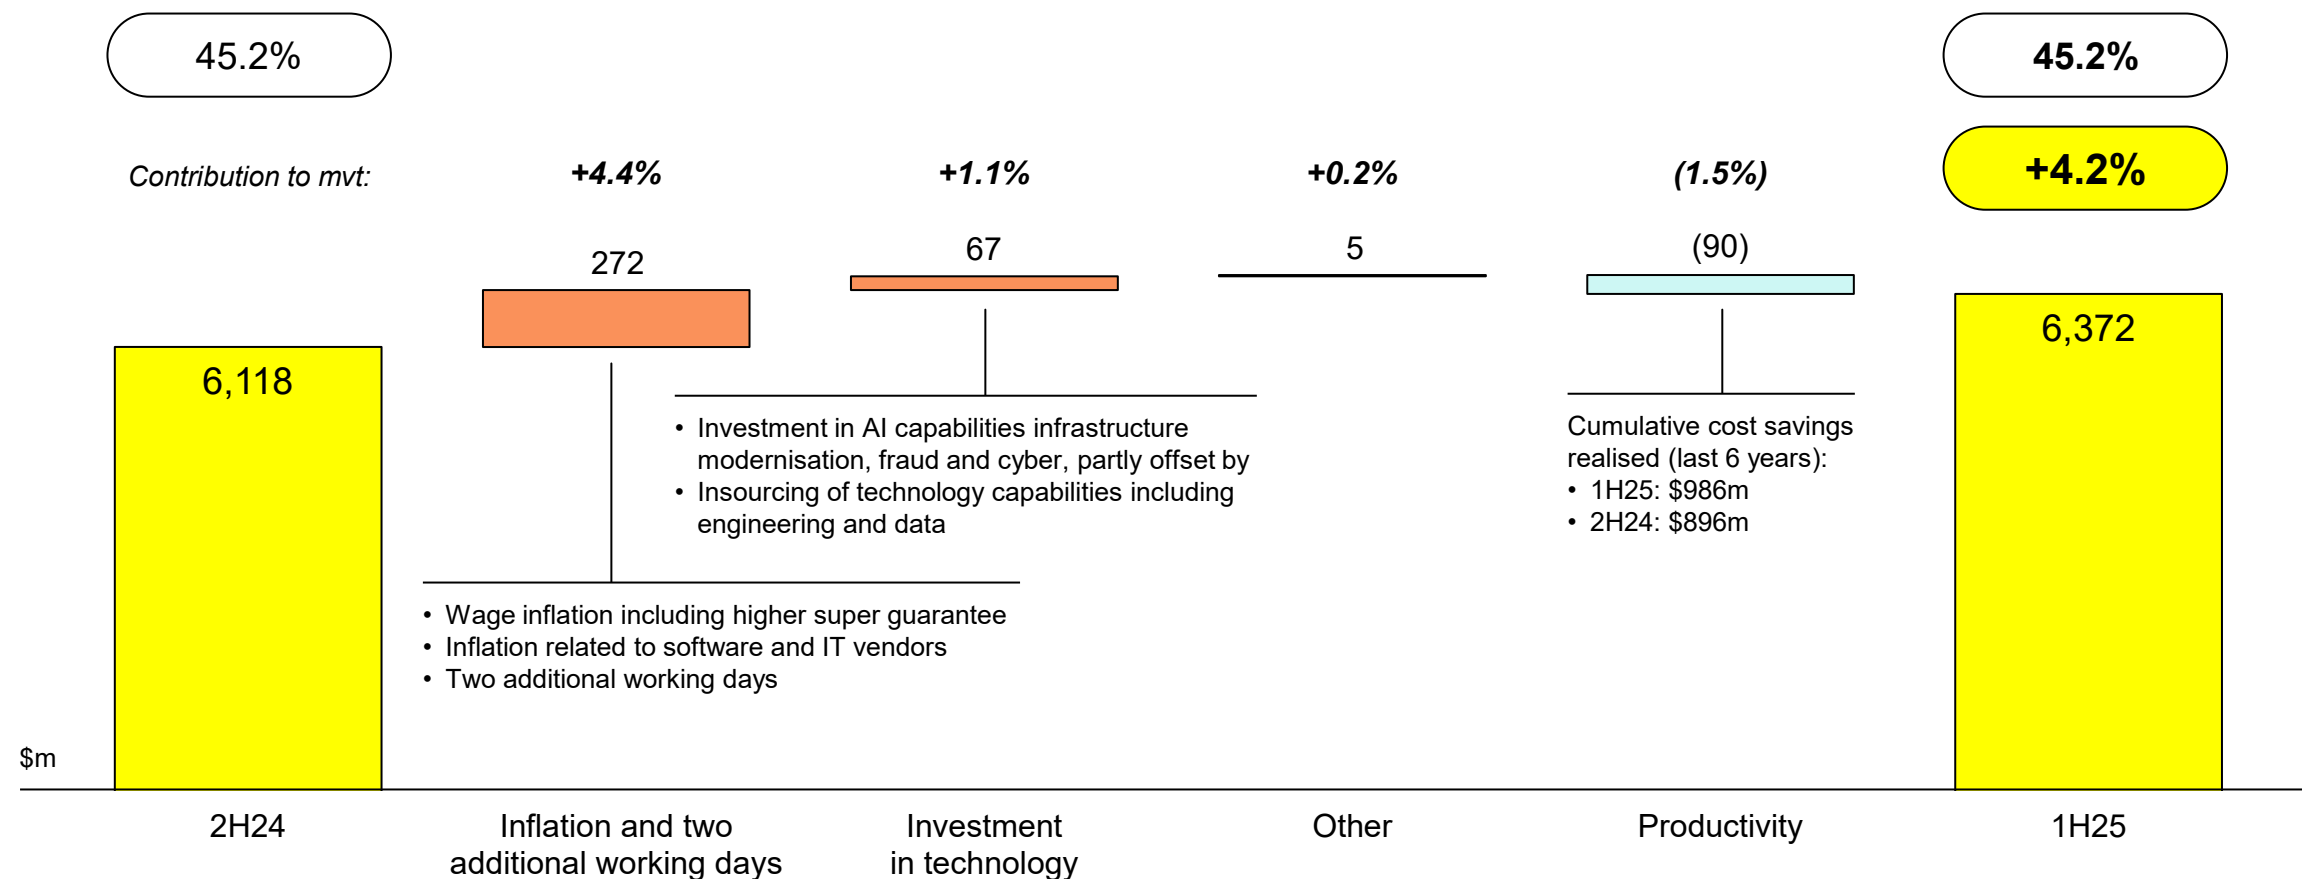 45.2%
45.2%
Contribution to mvt:
+4.4%
+1.1%
+0.2%
(1.5%)
+4.2%
272
67
5
(90)
6,118
6,372
• Investment in AI capabilities infrastructure
modernisation, fraud and cyber, partly offset by
• Insourcing of technology capabilities including
engineering and data
Cumulative cost savings
realised (last 6 years):
• 1H25: $986m
• 2H24: $896m
• Wage inflation including higher super guarantee
• Inflation related to software and IT vendors
• Two additional working days
$m
2H24
Inflation and two
additional working days
Investment
in technology
Other
Productivity
1H25